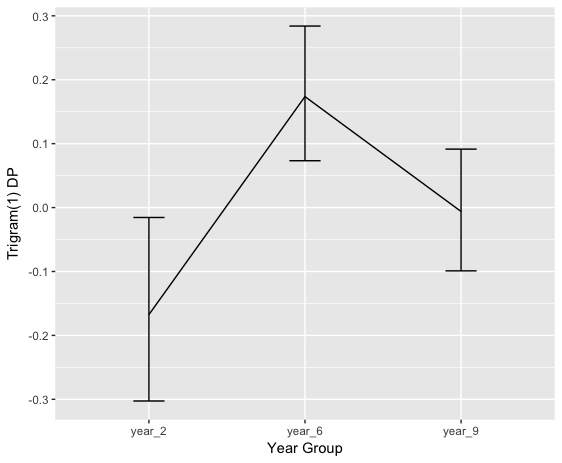 0.3
0.2
0.1
0.0
-0.1
-0.2
-0.3
Trigram(1) DP
year_2 year_6 year_9
Year Group